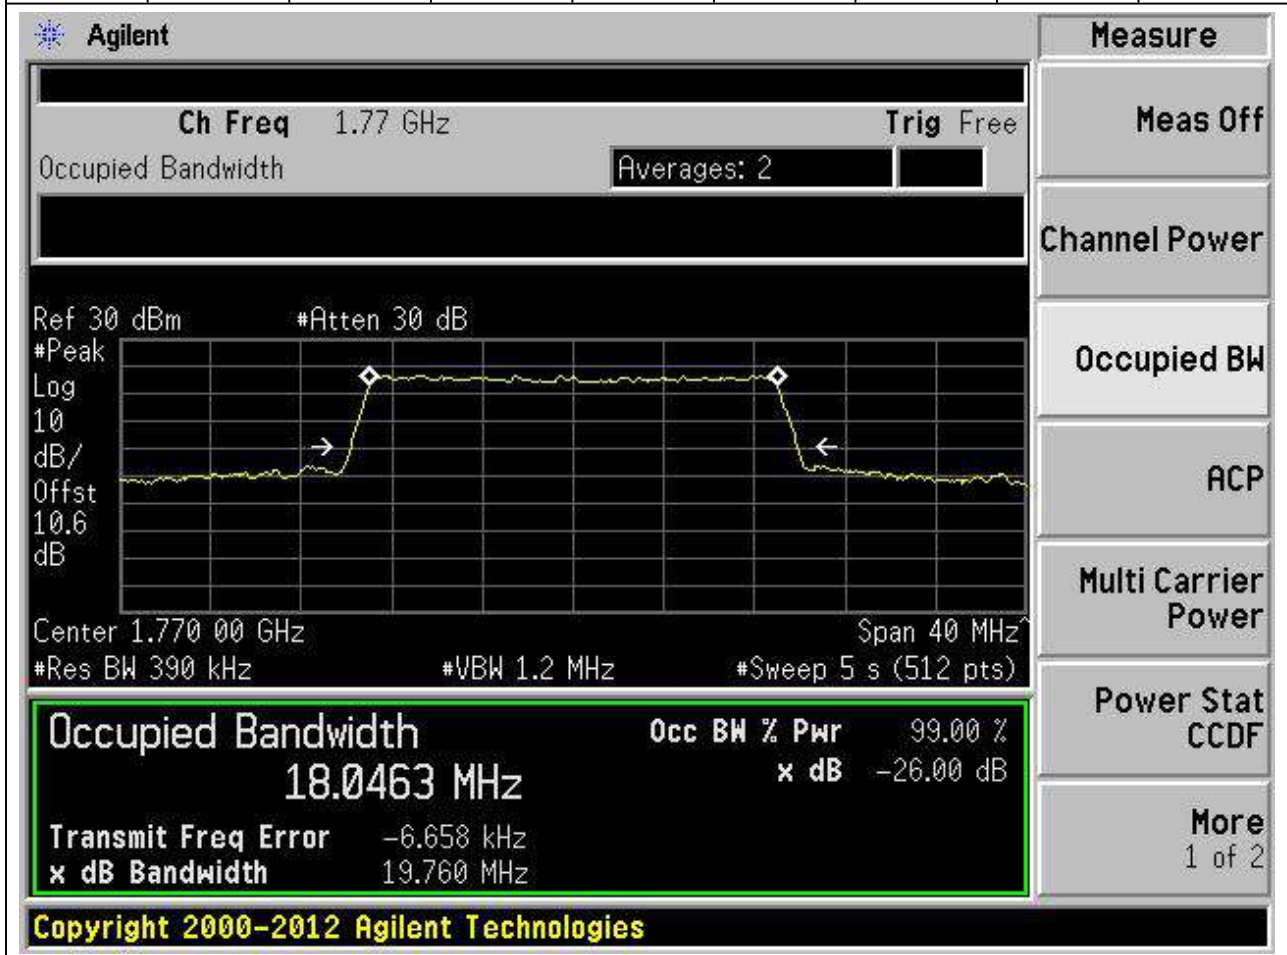 Agilent
Measure
Ch Freq 1.77 GHz Trig Free
Occupied Bandwidth Averages: 2
Ref 30 dBm #Atten 30 dB
#Peak
Log
10
dB/
Offst
10.6
dB
Center 1.770 00 GHz Span 40 MHz^
#Res BW 390 kHz #VBW 1.2 MHz #Sweep 5 s (512 pts)
Occupied Bandwidth Occ BW % Pwr 99.00 %
18.0463 MHz x dB -26.00 dB
Transmit Freq Error -6.658 kHz
x dB Bandwidth 19.760 MHz
Copyright 2000-2012 Agilent Technologies
Meas Off
Channel Power
Occupied BW
ACP
Multi Carrier
Power
Power Stat
CCDF
More
1 of 2